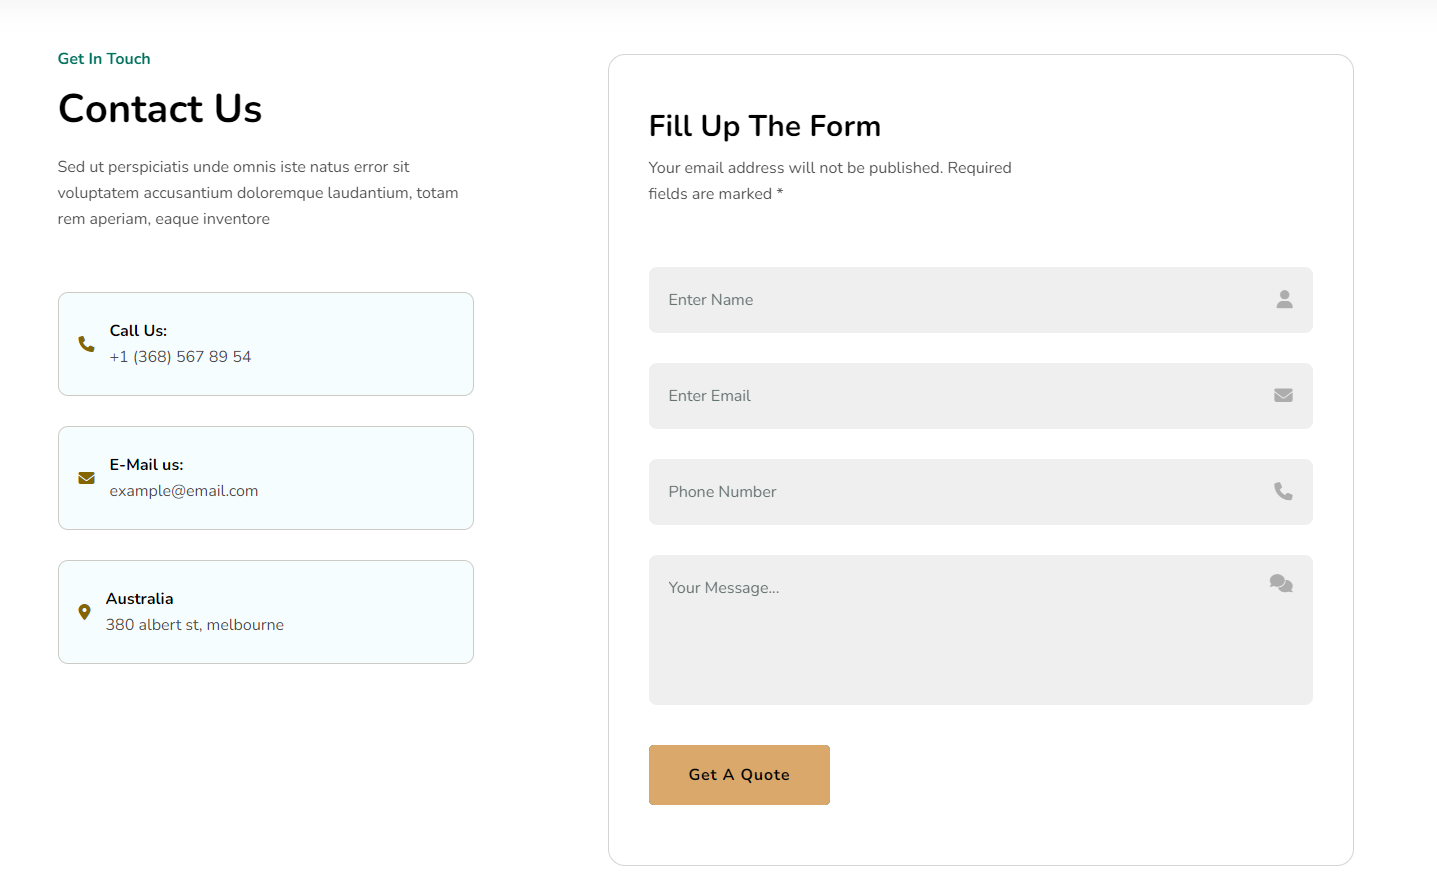 Get In Touch
Contact Us
Sed ut perspiciatis unde omnis iste natus error sit
voluptatem accusantium doloremque laudantium, totam
rem aperiam, eaque inventore
Call Us:
+1 (368) 567 89 54
E-Mail us:
example@email.com
Australia
380 albert st, melbourne
Fill Up The Form
Your email address will not be published. Required
fields are marked *
Enter Name
Enter Email
Phone Number
Your Message...
Get A Quote